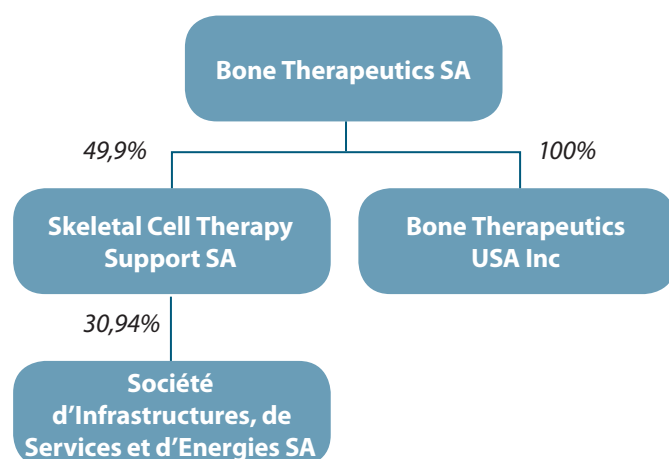 Bone Therapeutics SA
49,9%
100%
Skeletal Cell Therapy
Support SA
Bone Therapeutics
USA Inc
30,94%
Société
d'Infrastructures, de
Services et d'Energies SA